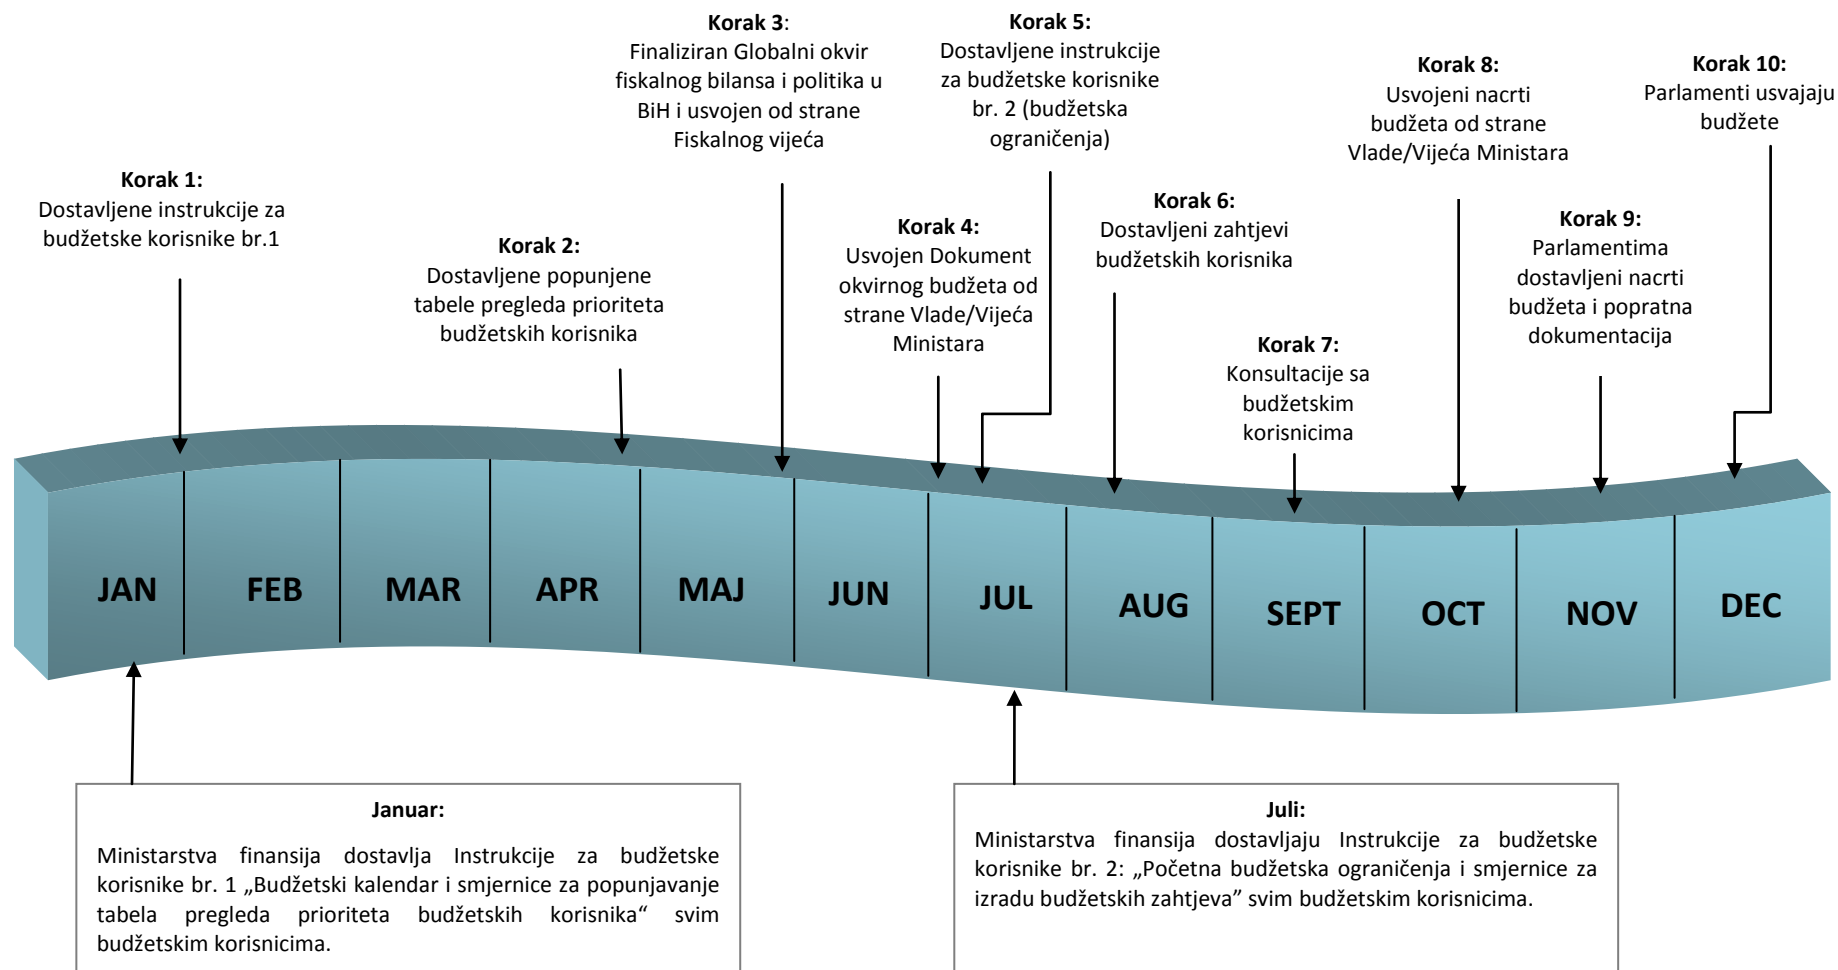 Korak 1:
Dostavljene instrukcije za
budžetske korisnike br.1
Korak 2:
Dostavljene popunjene
tabele pregleda prioriteta
budžetskih korisnika
Korak 3:
Finaliziran Globalni okvir
fiskalnog bilansa i politika u
BiH i usvojen od strane
Fiskalnog vijeća
Korak 4:
Usvojen Dokument
okvirnog budžeta od
strane Vlade/Vijeća
Ministara
Korak 5:
Dostavljene instrukcije
za budžetske korisnike
br. 2 (budžetska
ograničenja)
Korak 6:
Dostavljeni zahtjevi
budžetskih korisnika
Korak 7:
Konsultacije sa
budžetskim
korisnicima
Korak 8:
Usvojeni nacrti
budžeta od strane
Vlade/Vijeća Ministara
Korak 9:
Parlamentima
dostavljeni nacrti
budžeta i popratna
dokumentacija
Korak 10:
Parlamenti usvajaju
budžete
JAN
FEB
MAR
APR
MAJ
JUN
JUL
AUG
SEPT
OCT
NOV
DEC
Januar:
Ministarstva finansija dostavlja Instrukcije za budžetske
korisnike br. 1 „Budžetski kalendar i smjernice za popunjavanje
tabela pregleda prioriteta budžetskih korisnika“ svim
budžetskim korisnicima.
Juli:
Ministarstva finansija dostavljaju Instrukcije za budžetske
korisnike br. 2: „Početna budžetska ograničenja i smjernice za
izradu budžetskih zahtjeva” svim budžetskim korisnicima.